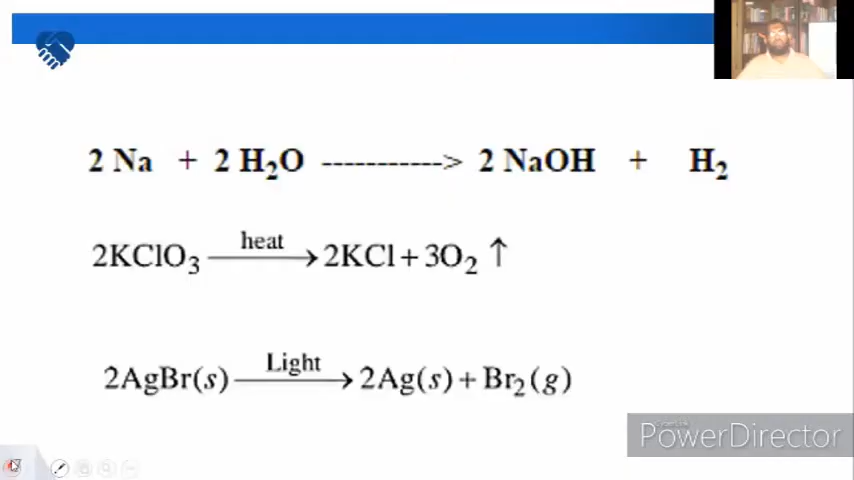 2 Na + 2 H₂O -----------> 2 NaOH + H₂
2KClO₃ heat→ 2KCl + 3O₂ ↑
2AgBr(s) Light→ 2Ag(s) + Br₂(g)
PowerDirector